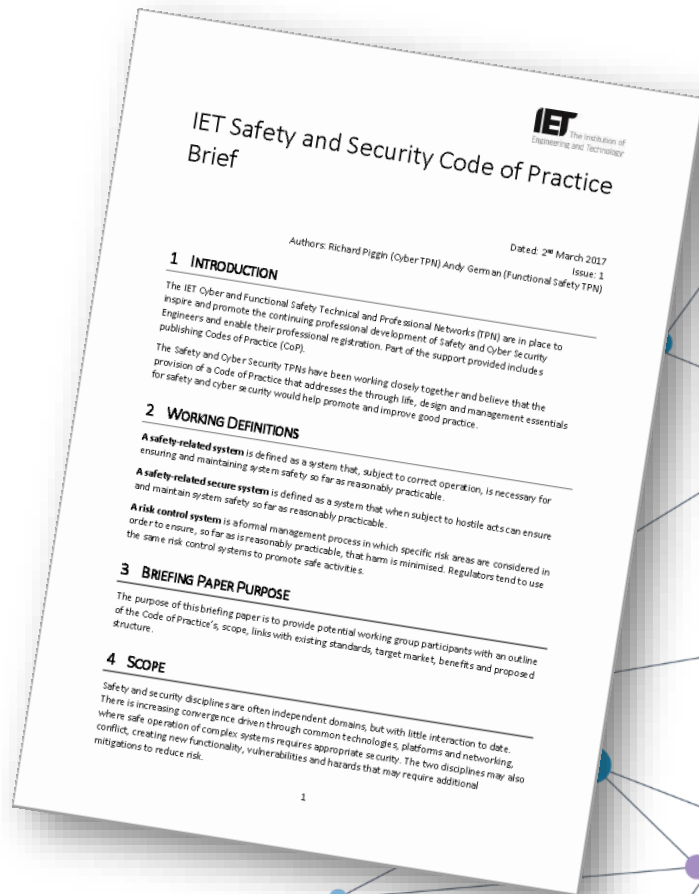 IET
The Institution of
Engineering and Technology
IET Safety and Security Code of Practice
Brief
Dated: 2nd March 2017
Issue: 1
Authors: Richard Piggin (Cyber TPN) Andy German (Functional Safety TPN)
1 INTRODUCTION
The IET Cyber and Functional Safety Technical and Professional Networks (TPN) are in place to
inspire and promote the continuing professional development of Safety and Cyber Security
Engineers and enable their professional registration. Part of the support provided includes
publishing Codes of Practice (CoP).
The Safety and Cyber Security TPNs have been working closely together and believe that the
provision of a Code of Practice that addresses the through life, design and management essentials
for safety and cyber security would help promote and improve good practice.
2 WORKING DEFINITIONS
A safety-related system is defined as a system that, subject to correct operation, is necessary for
ensuring and maintaining system safety so far as reasonably practicable.
A safety-related secure system is defined as a system that when subject to hostile acts can ensure
and maintain system safety so far as reasonably practicable.
A risk control system is a formal management process in which specific risk areas are considered in
order to ensure, so far as is reasonably practicable, that harm is minimised. Regulators tend to use
the same risk control systems to promote safe activities.
3 BRIEFING PAPER PURPOSE
The purpose of this briefing paper is to provide potential working group participants with an outline
of the Code of Practice's, scope, links with existing standards, target market, benefits and proposed
structure.
4 SCOPE
Safety and security disciplines are often independent domains, but with little interaction to date.
There is increasing convergence driven through common technologies, platforms and networking,
where safe operation of complex systems requires appropriate security. The two disciplines may also
conflict, creating new functionality, vulnerabilities and hazards that may require additional
mitigations to reduce risk.
1